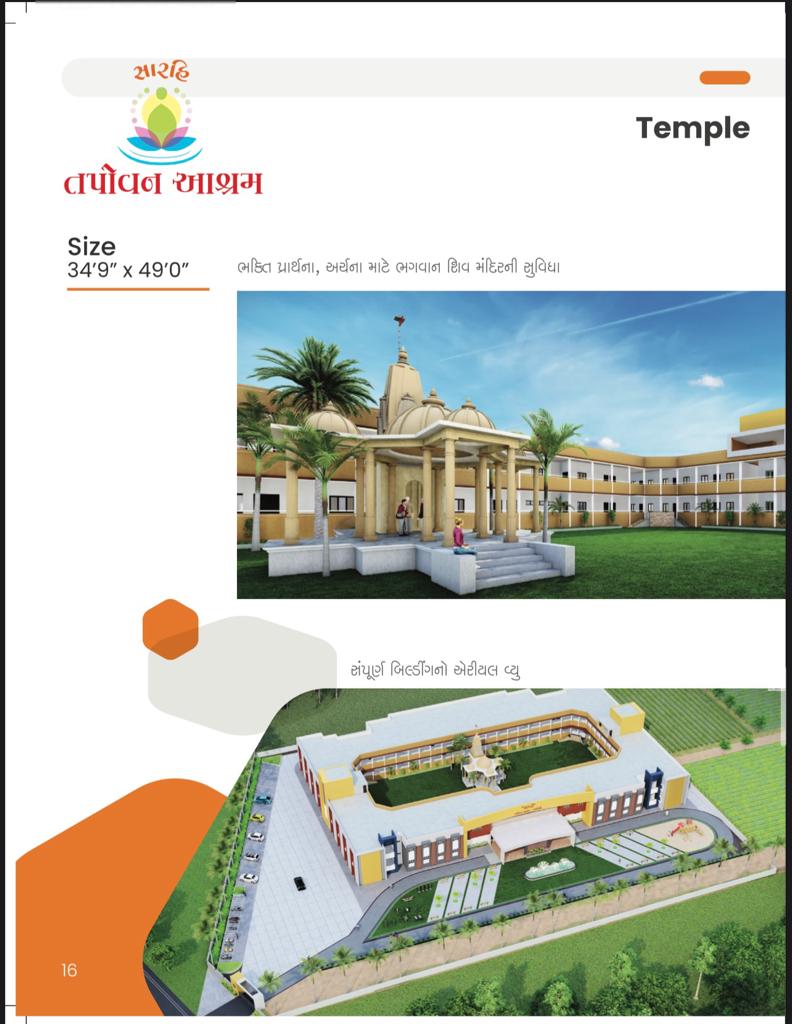 સારહિ
તપોવન આશ્રમ
Temple
Size
34’9” x 49’0”
ભક્તિ પ્રાર્થના, અર્ચના માટે ભગવાન શિવ મંદિરની સુવિધા
સંપૂર્ણ બિલ્ડીંગનો એરીયલ વ્યુ
16